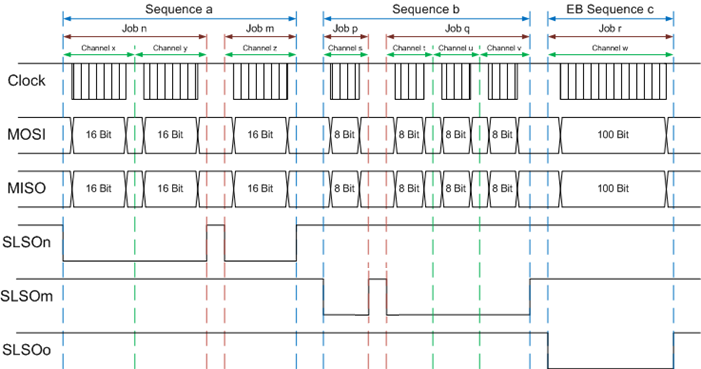 Sequence a Sequence b EB Sequence c
Job n Job m Job p Job q Job r
Channel x Channel y Channel z Channel s Channel t Channel u Channel v Channel w
Clock
MOSI 16 Bit 16 Bit 16 Bit 8 Bit 8 Bit 8 Bit 8 Bit 100 Bit
MISO 16 Bit 16 Bit 16 Bit 8 Bit 8 Bit 8 Bit 8 Bit 100 Bit
SLSOn
SLSOm
SLSOo